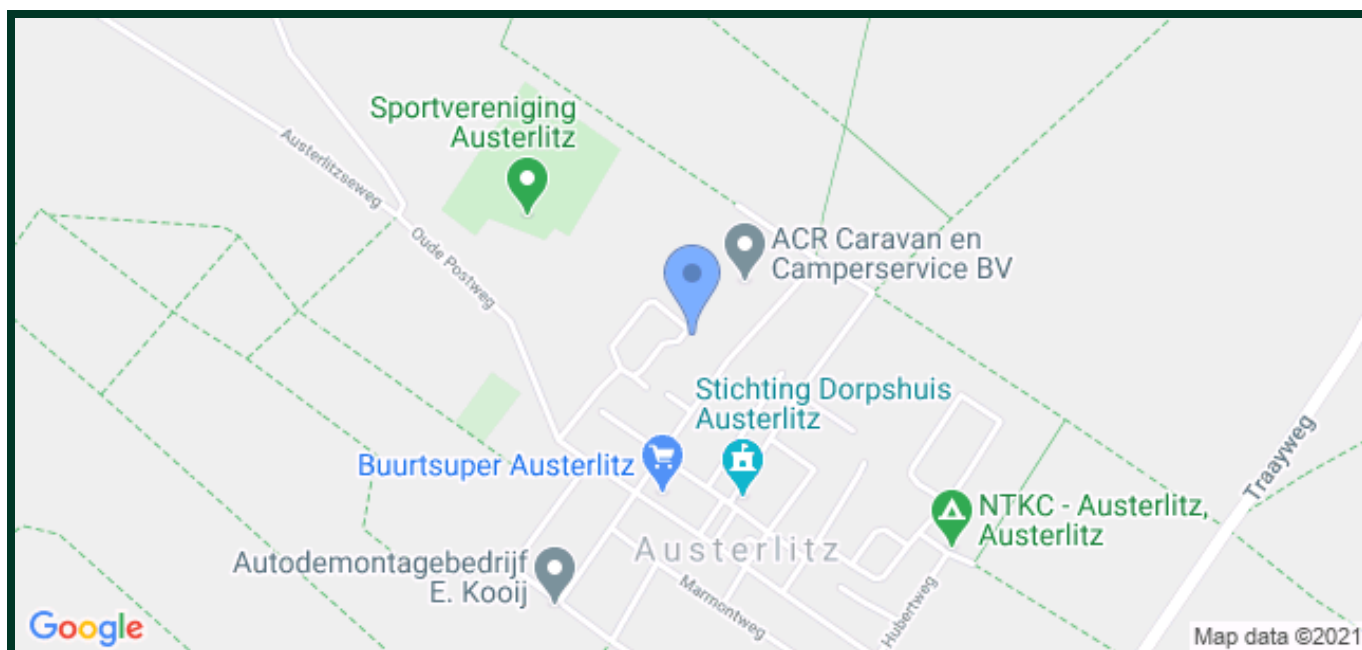 Sportvereniging
Austerlitz
Austerlitzseweg
Oude Postweg
ACR Caravan en
Camperservice BV
Stichting Dorpshuis
Austerlitz
Buurtsuper Austerlitz
Traayweg
NTKC - Austerlitz,
Austerlitz
Austerlitz
Autodemontagebedrijf
E. Kooij
Marmontweg
Hubertweg
Google
Map data ©2021